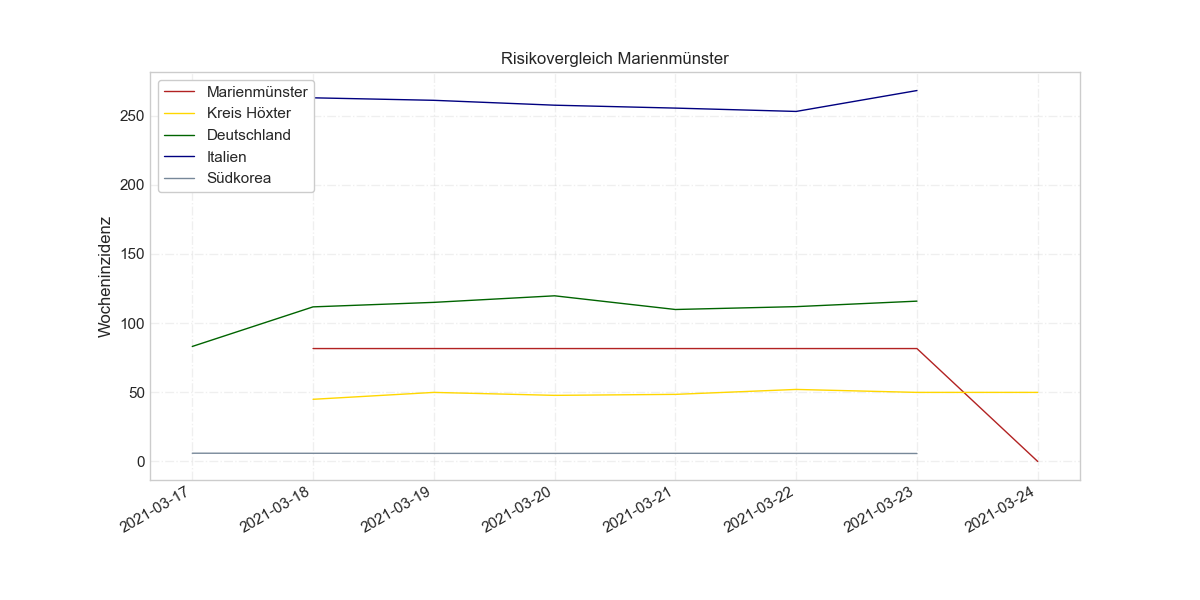 Risikovergleich Marienmünster
Marienmünster
Kreis Höxter
Deutschland
Italien
Südkorea
Wocheninzidenz
250
200
150
100
50
0
2021-03-17
2021-03-18
2021-03-19
2021-03-20
2021-03-21
2021-03-22
2021-03-23
2021-03-24